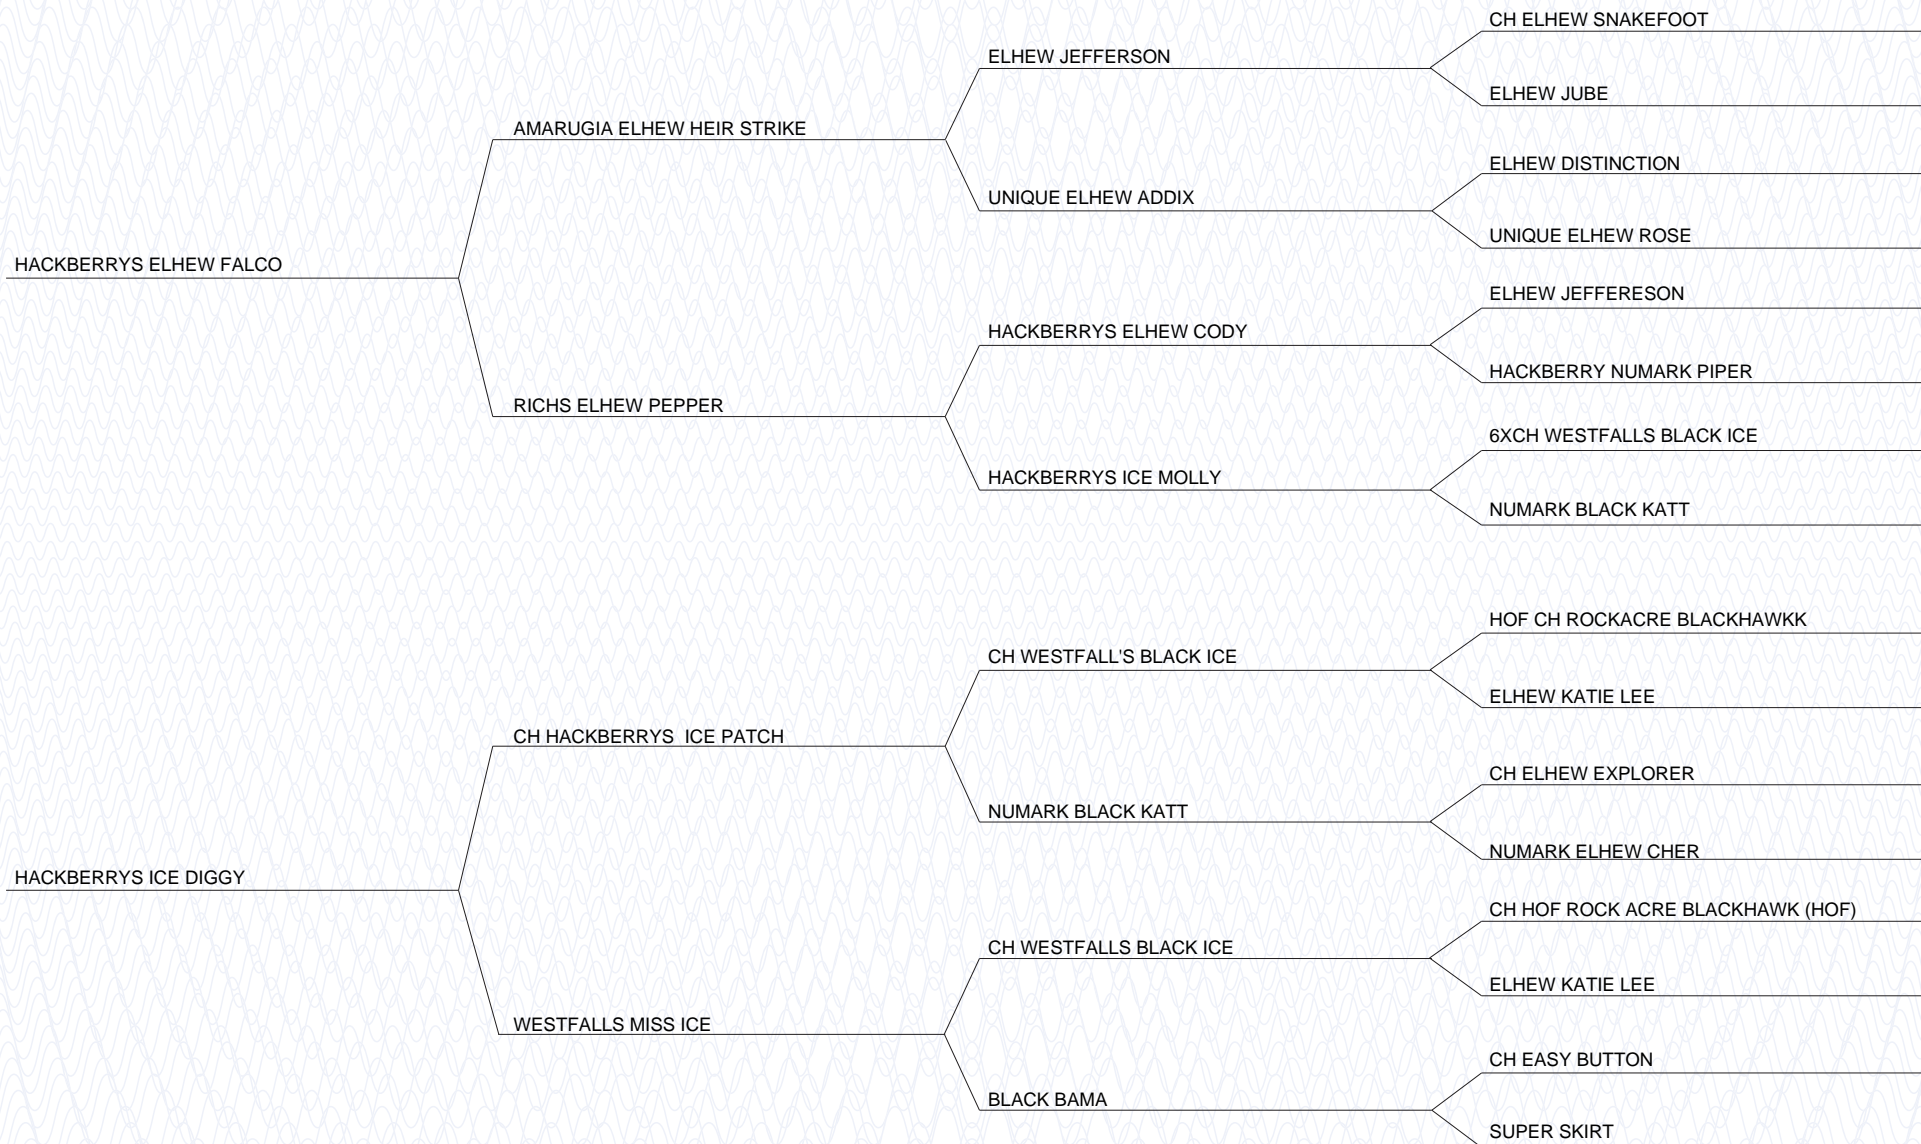 CH ELHEW SNAKEFOOT
ELHEW JEFFERSON
ELHEW JUBE
AMARUGIA ELHEW HEIR STRIKE
ELHEW DISTINCTION
UNIQUE ELHEW ADDIX
UNIQUE ELHEW ROSE
HACKBERRYS ELHEW FALCO
ELHEW JEFFERESON
HACKBERRYS ELHEW CODY
HACKBERRY NUMARK PIPER
RICHS ELHEW PEPPER
6XCH WESTFALLS BLACK ICE
HACKBERRYS ICE MOLLY
NUMARK BLACK KATT
HOF CH ROCKACRE BLACKHAWKK
CH WESTFALL'S BLACK ICE
ELHEW KATIE LEE
CH HACKBERRYS  ICE PATCH
CH ELHEW EXPLORER
NUMARK BLACK KATT
NUMARK ELHEW CHER
HACKBERRYS ICE DIGGY
CH HOF ROCK ACRE BLACKHAWK (HOF)
CH WESTFALLS BLACK ICE
ELHEW KATIE LEE
WESTFALLS MISS ICE
CH EASY BUTTON
BLACK BAMA
SUPER SKIRT